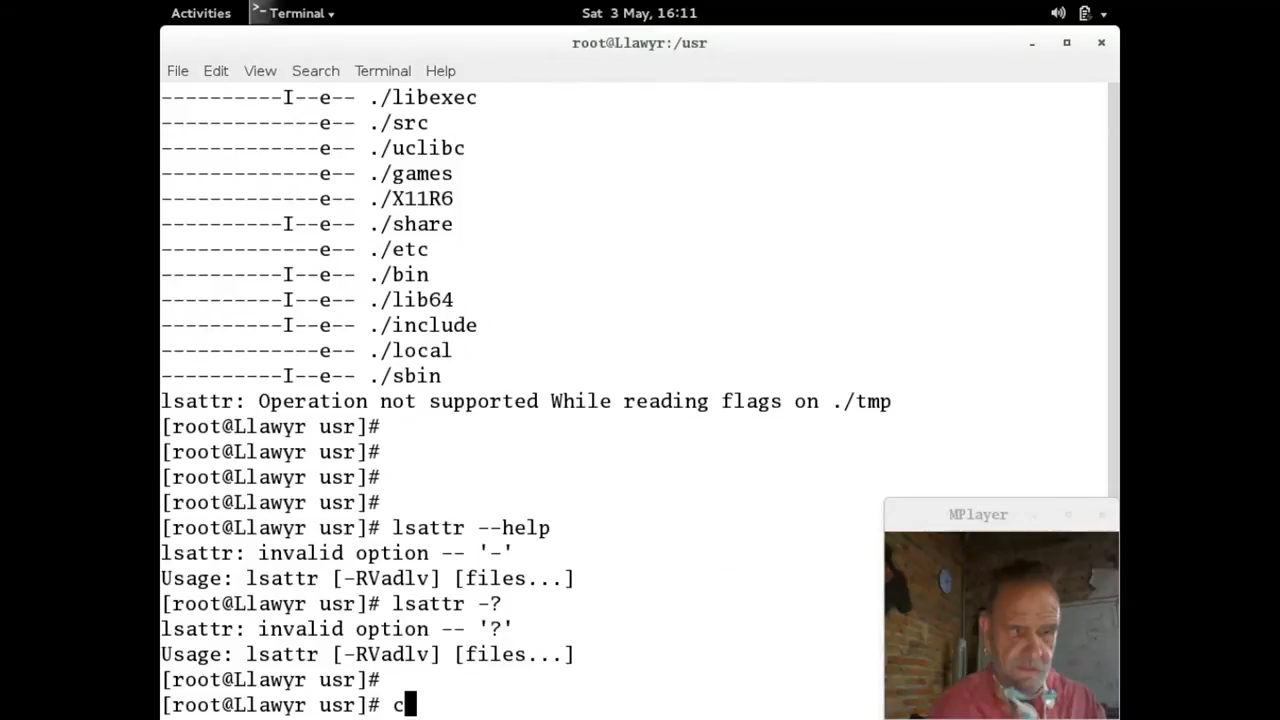 Activities
>_ Terminal
Sat 3 May, 16:11
root@Llawyr:/usr
File Edit View Search Terminal Help
----------I--e-- ./libexec
-------------e-- ./src
-------------e-- ./uclibc
-------------e-- ./games
-------------e-- ./X11R6
----------I--e-- ./share
-------------e-- ./etc
----------I--e-- ./bin
----------I--e-- ./lib64
----------I--e-- ./include
-------------e-- ./local
----------I--e-- ./sbin
lsattr: Operation not supported While reading flags on ./tmp
[root@Llawyr usr]#
[root@Llawyr usr]#
[root@Llawyr usr]#
[root@Llawyr usr]#
[root@Llawyr usr]# lsattr --help
lsattr: invalid option -- '-'
Usage: lsattr [-RVadlv] [files...]
[root@Llawyr usr]# lsattr -?
lsattr: invalid option -- '?'
Usage: lsattr [-RVadlv] [files...]
[root@Llawyr usr]#
[root@Llawyr usr]# c
MPlayer